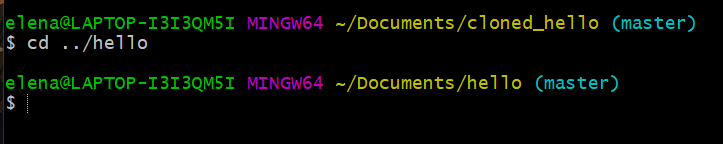 elena@LAPTOP-I3I3QM5I MINGW64 ~/Documents/cloned_hello (master)
$ cd ../hello
elena@LAPTOP-I3I3QM5I MINGW64 ~/Documents/hello (master)
$